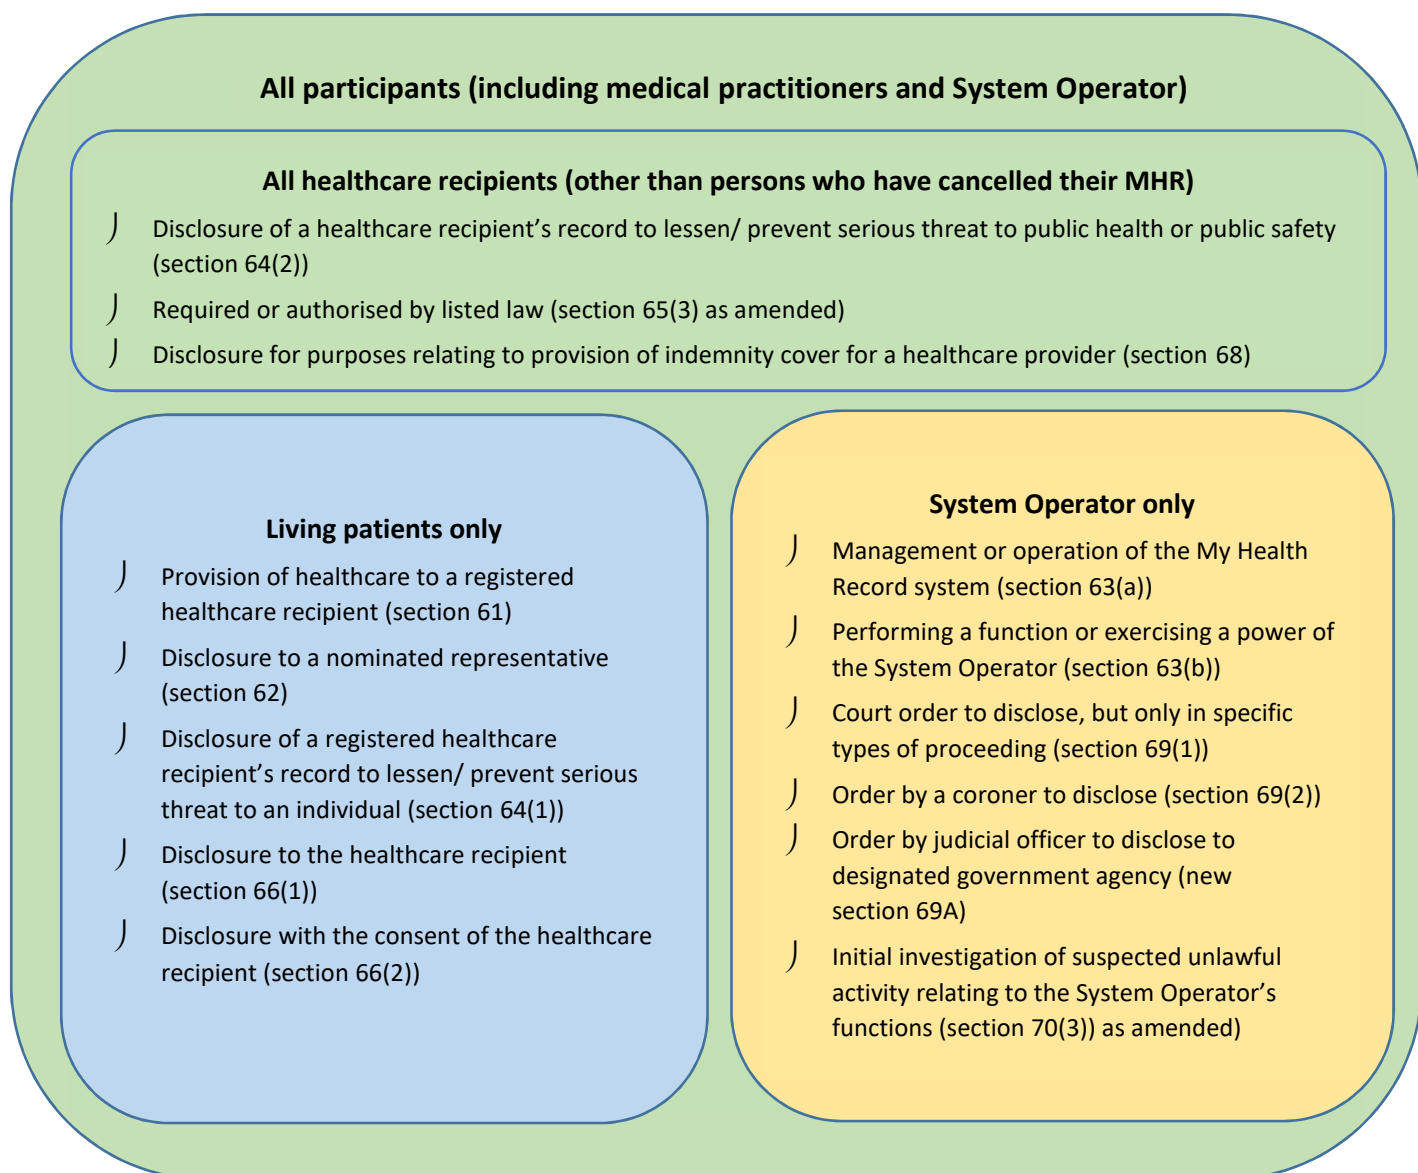 All participants (including medical practitioners and System Operator)
All healthcare recipients (other than persons who have cancelled their MHR)
Disclosure of a healthcare recipient’s record to lessen/ prevent serious threat to public health or public safety
(section 64(2))
Required or authorised by listed law (section 65(3) as amended)
Disclosure for purposes relating to provision of indemnity cover for a healthcare provider (section 68)
Living patients only
Provision of healthcare to a registered
healthcare recipient (section 61)
Disclosure to a nominated representative
(section 62)
Disclosure of a registered healthcare
recipient’s record to lessen/ prevent serious
threat to an individual (section 64(1))
Disclosure to the healthcare recipient
(section 66(1))
Disclosure with the consent of the healthcare
recipient (section 66(2))
System Operator only
Management or operation of the My Health
Record system (section 63(a))
Performing a function or exercising a power of
the System Operator (section 63(b))
Court order to disclose, but only in specific
types of proceeding (section 69(1))
Order by a coroner to disclose (section 69(2))
Order by judicial officer to disclose to
designated government agency (new
section 69A)
Initial investigation of suspected unlawful
activity relating to the System Operator’s
functions (section 70(3)) as amended)